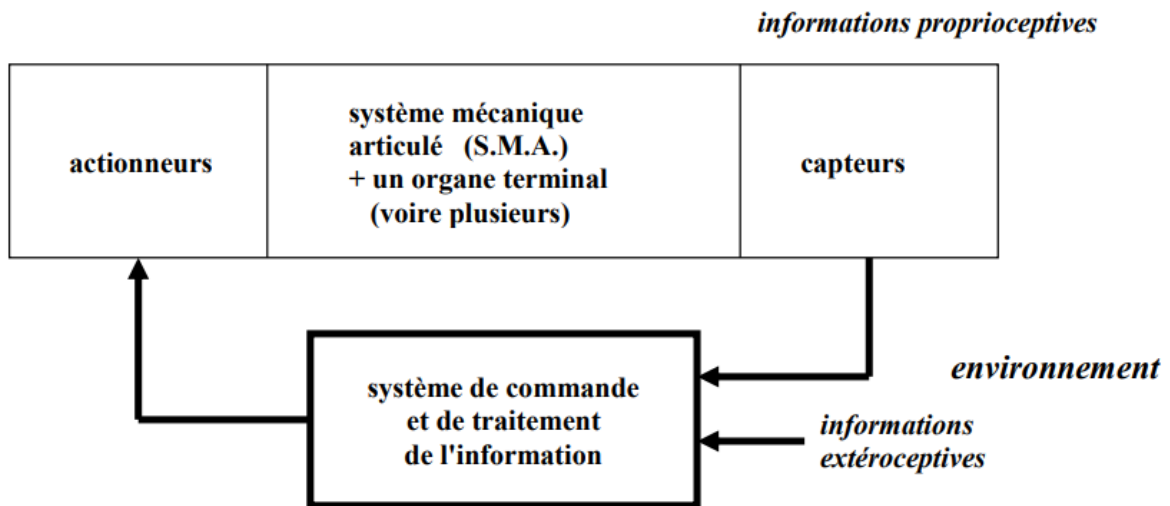 informations proprioceptives
actionneurs
système mécanique
articulé (S.M.A.)
+ un organe terminal
(voire plusieurs)
capteurs
système de commande
et de traitement
de l'information
environnement
informations
extéroceptives